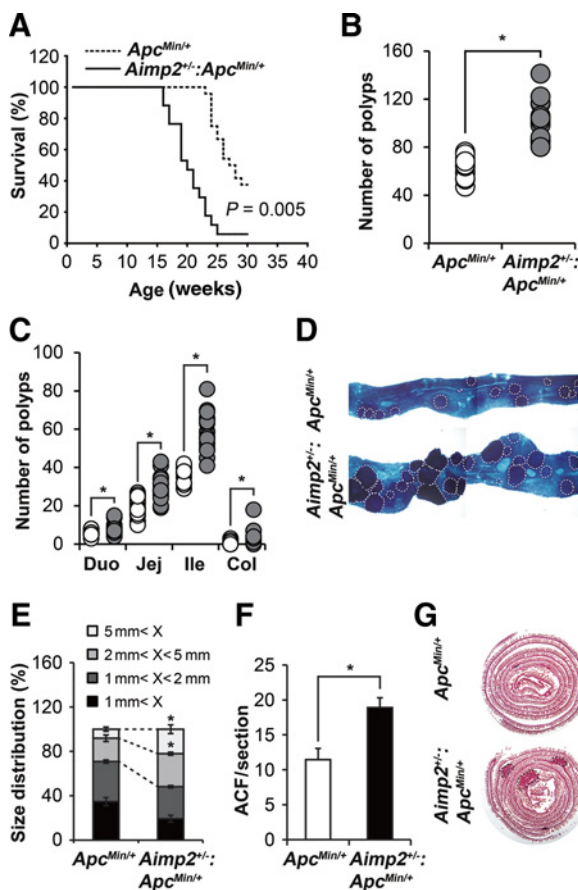 A
Apc^Min/+
Aimp2^+/-:Apc^Min/+
Survival (%)
120
100
80
60
40
20
0
P = 0.005
0 5 10 15 20 25 30 35 40
Age (weeks)
B
*
Number of polyps
160
120
80
40
0
Apc^Min/+
Aimp2^+/-:
Apc^Min/+
C
Number of polyps
100
80
60
40
20
0
*
*
*
*
Duo Jej Ile Col
D
Apc^Min/+
Aimp2^+/-:
Apc^Min/+
E
5 mm< X
2 mm< X<5 mm
1 mm< X<2 mm
1 mm< X
Size distribution (%)
160
120
80
40
0
*
*
Apc^Min/+
Aimp2^+/-:
Apc^Min/+
F
*
ACF/section
25
20
15
10
5
0
Apc^Min/+
Aimp2^+/-:
Apc^Min/+
G
Apc^Min/+
Aimp2^+/-:
Apc^Min/+